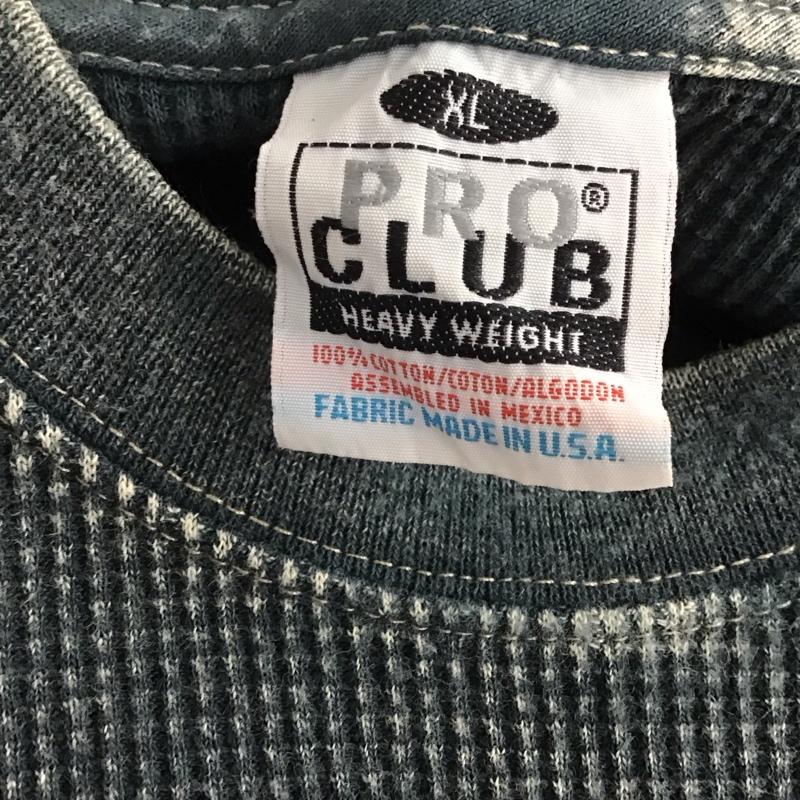 XL
PRO®
CLUB
HEAVY WEIGHT
100% COTTON/COTON/ALGODON
ASSEMBLED IN MEXICO
FABRIC MADE IN U.S.A.